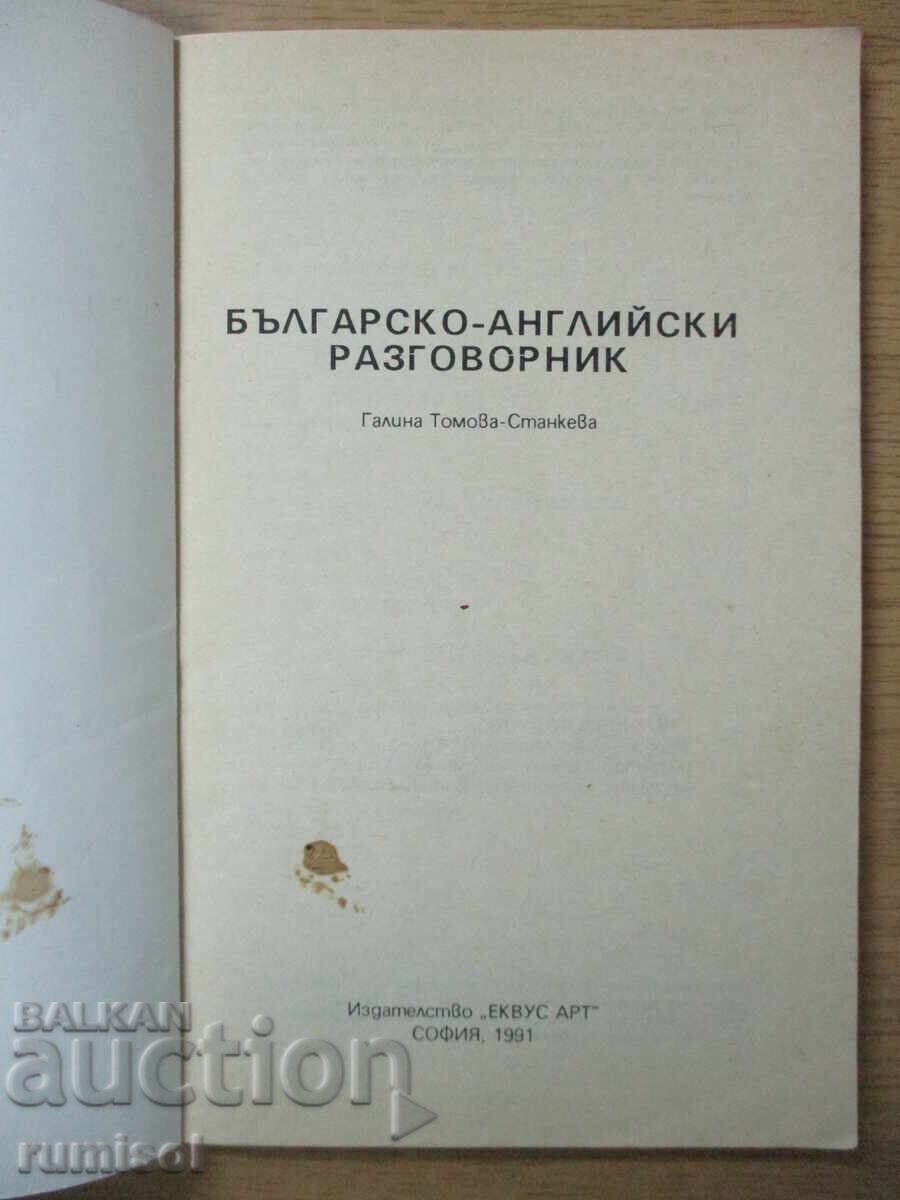 БЪЛГАРСКО-АНГЛИЙСКИ
РАЗГОВОРНИК
Галина Томова-Станкева
Издателство „ЕКВУС АРТ“
СОФИЯ, 1991
BALKAN
auction
rumisol